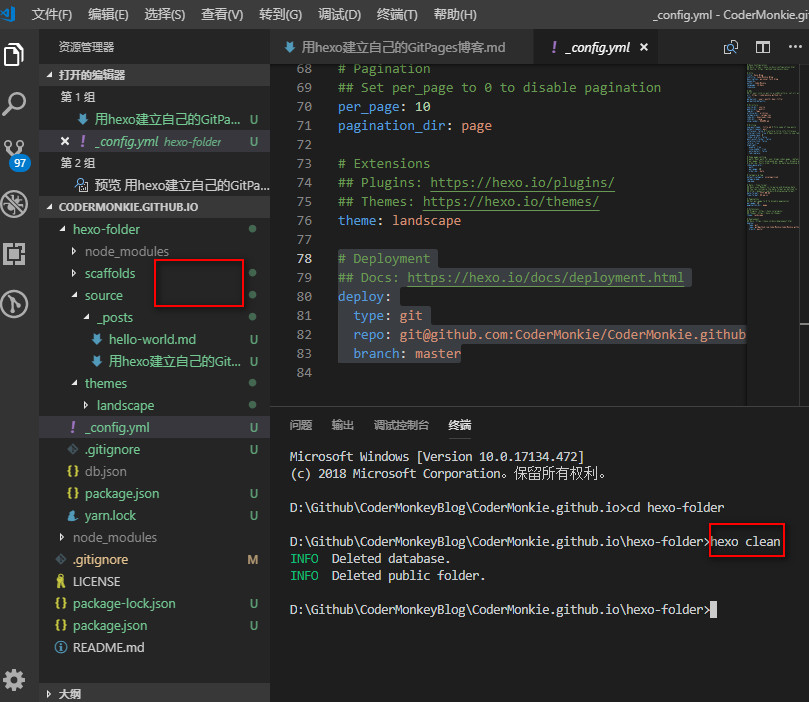 文件(F) 编辑(E) 选择(S) 查看(V) 转到(G) 调试(D) 终端(T) 帮助(H) _config.yml - CoderMonkie.gi
资源管理器
打开的编辑器
第 1 组
用hexo建立自己的GitPa... U
_config.yml hexo-folder U
第 2 组
预览 用hexo建立自己的GitPa...
CODERMONKIE.GITHUB.IO
hexo-folder
node_modules
scaffolds
source
_posts
hello-world.md U
用hexo建立自己的Git... U
themes
landscape
_config.yml U
.gitignore U
db.json
package.json U
yarn.lock U
node_modules
.gitignore M
LICENSE
package-lock.json U
package.json U
README.md
大纲
97
用hexo建立自己的GitPages博客.md
_config.yml
68 # Pagination
69 ## Set per_page to 0 to disable pagination
70 per_page: 10
71 pagination_dir: page
72
73 # Extensions
74 ## Plugins: https://hexo.io/plugins/
75 ## Themes: https://hexo.io/themes/
76 theme: landscape
77
78 # Deployment
79 ## Docs: https://hexo.io/docs/deployment.html
80 deploy:
81 type: git
82 repo: git@github.com:CoderMonkie/CoderMonkie.github
83 branch: master
84
问题 输出 调试控制台 终端
Microsoft Windows [Version 10.0.17134.472]
(c) 2018 Microsoft Corporation。保留所有权利。
D:\Github\CoderMonkeyBlog\CoderMonkie.github.io>cd hexo-folder
D:\Github\CoderMonkeyBlog\CoderMonkie.github.io\hexo-folder>hexo clean
INFO Deleted database.
INFO Deleted public folder.
D:\Github\CoderMonkeyBlog\CoderMonkie.github.io\hexo-folder>